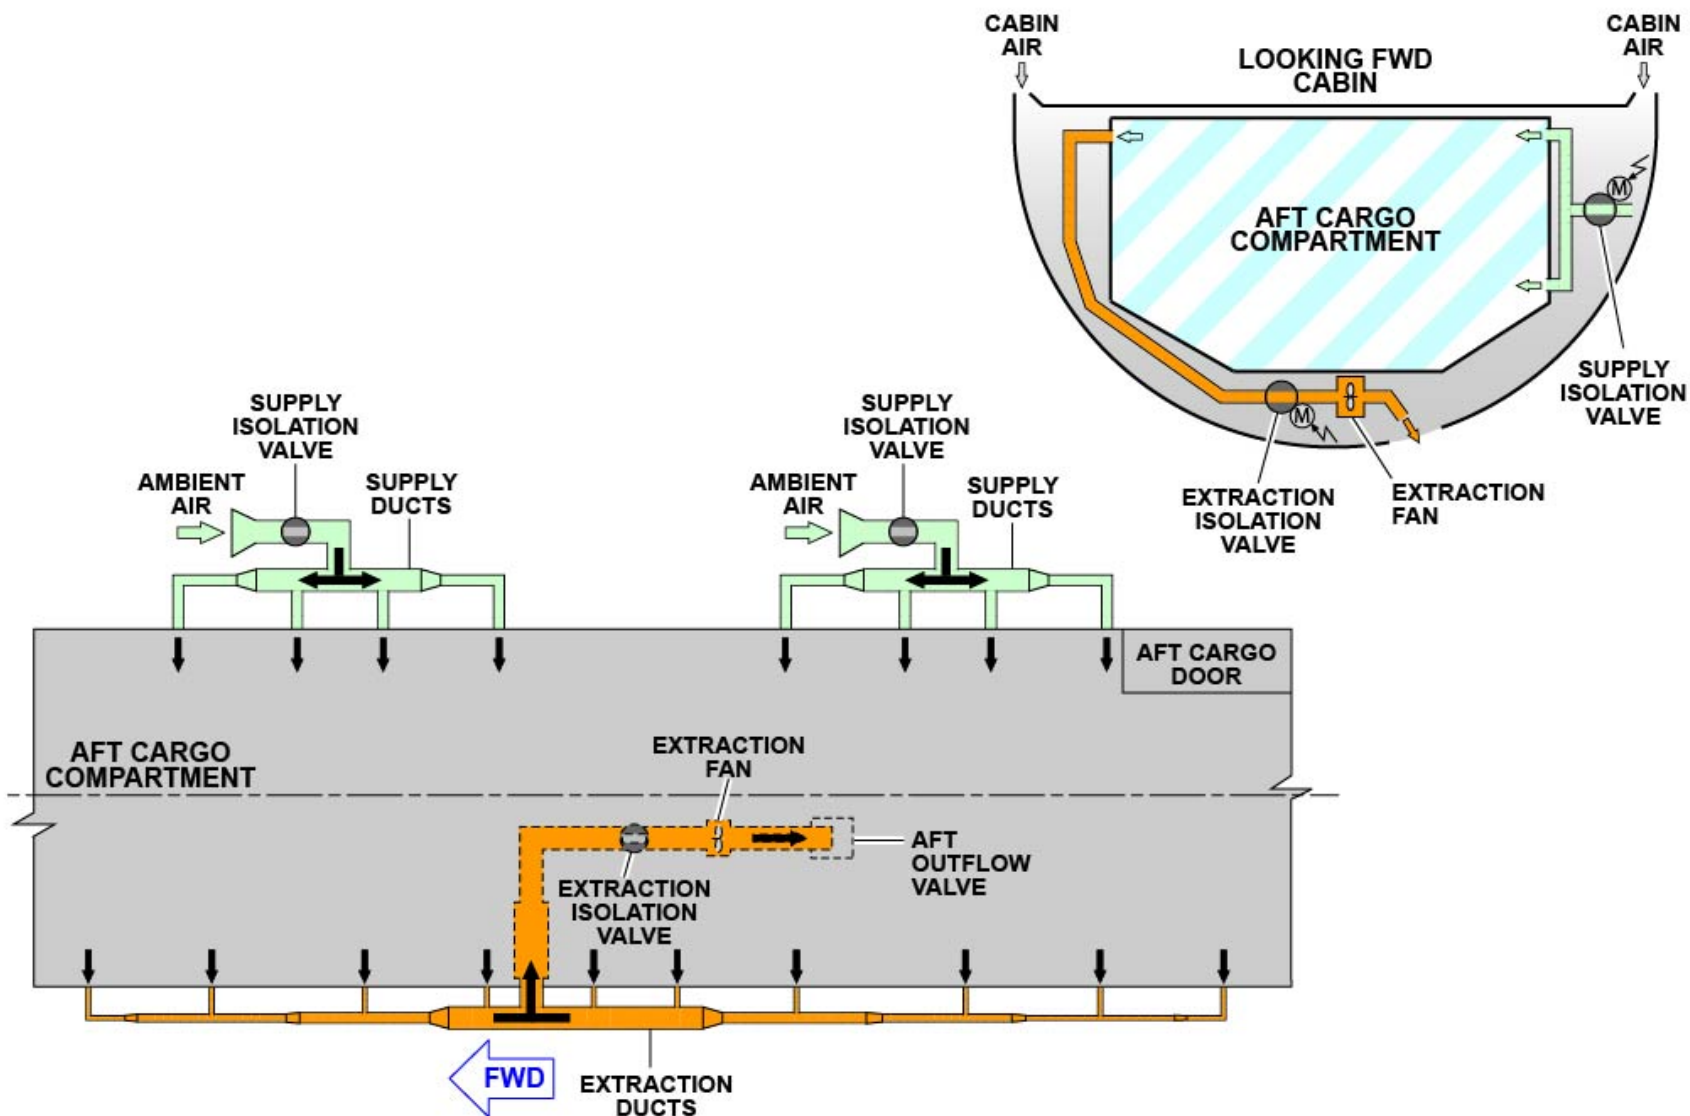 CABIN
AIR
LOOKING FWD
CABIN
CABIN
AIR
AFT CARGO
COMPARTMENT
M
M
SUPPLY
ISOLATION
VALVE
EXTRACTION
ISOLATION
VALVE
EXTRACTION
FAN
SUPPLY
ISOLATION
VALVE
AMBIENT
AIR
SUPPLY
DUCTS
SUPPLY
ISOLATION
VALVE
AMBIENT
AIR
SUPPLY
DUCTS
AFT CARGO
DOOR
AFT CARGO
COMPARTMENT
EXTRACTION
FAN
AFT
OUTFLOW
VALVE
EXTRACTION
ISOLATION
VALVE
FWD
EXTRACTION
DUCTS